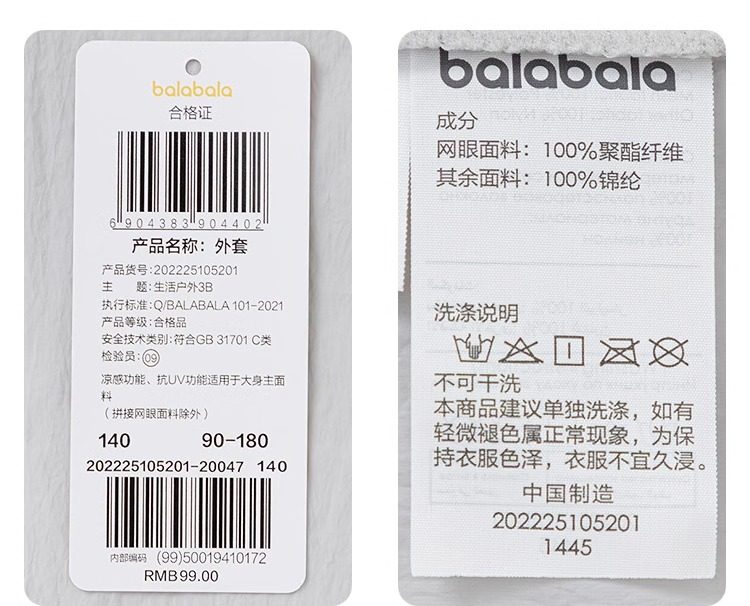 balabala
合格证
6 904383 904402
产品名称：外套
产品货号:202225105201
主 题:生活户外3B
执行标准:Q/BALABALA 101-2021
产品等级:合格品
安全技术类别:符合GB 31701 C类
检验员:09
凉感功能、抗UV功能适用于大身主面
料
（拼接网眼面料除外）
140 90-180
202225105201-20047 140
内部编码 (99)50019410172
RMB99.00
balabala
成分
网眼面料：100%聚酯纤维
其余面料：100%锦纶
洗涤说明
不可干洗
本商品建议单独洗涤，如有
轻微褪色属正常现象，为保
持衣服色泽，衣服不宜久浸。
中国制造
202225105201
1445